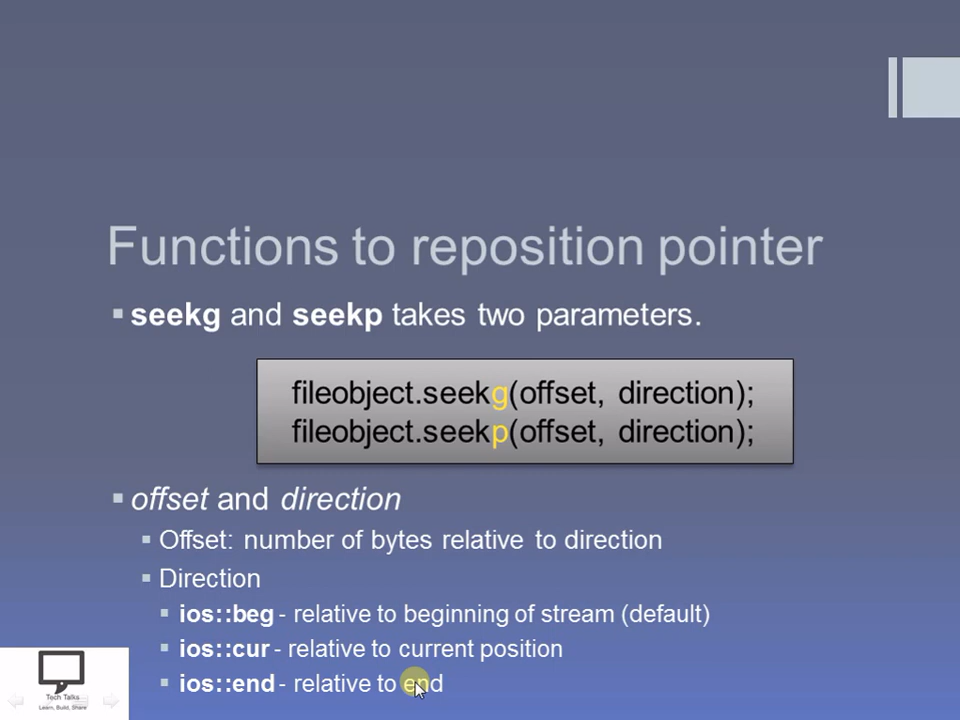 Functions to reposition pointer
seekg and seekp takes two parameters.
fileobject.seekg(offset, direction);
fileobject.seekp(offset, direction);
offset and direction
Offset: number of bytes relative to direction
Direction
ios::beg - relative to beginning of stream (default)
ios::cur - relative to current position
ios::end - relative to end
Tech Talks
Learn, Build, Share